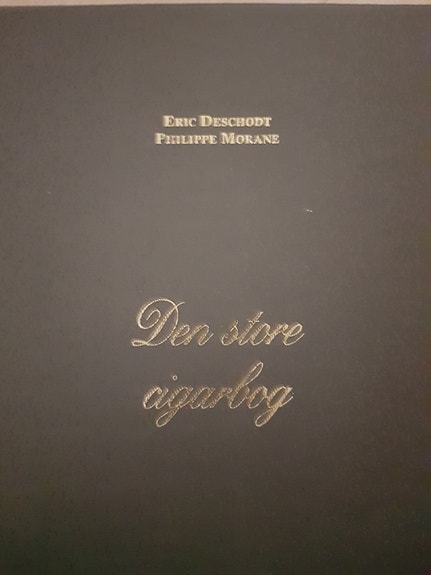 ERIC DESCHODT
PHILIPPE MORANE
Den store
cigarbog